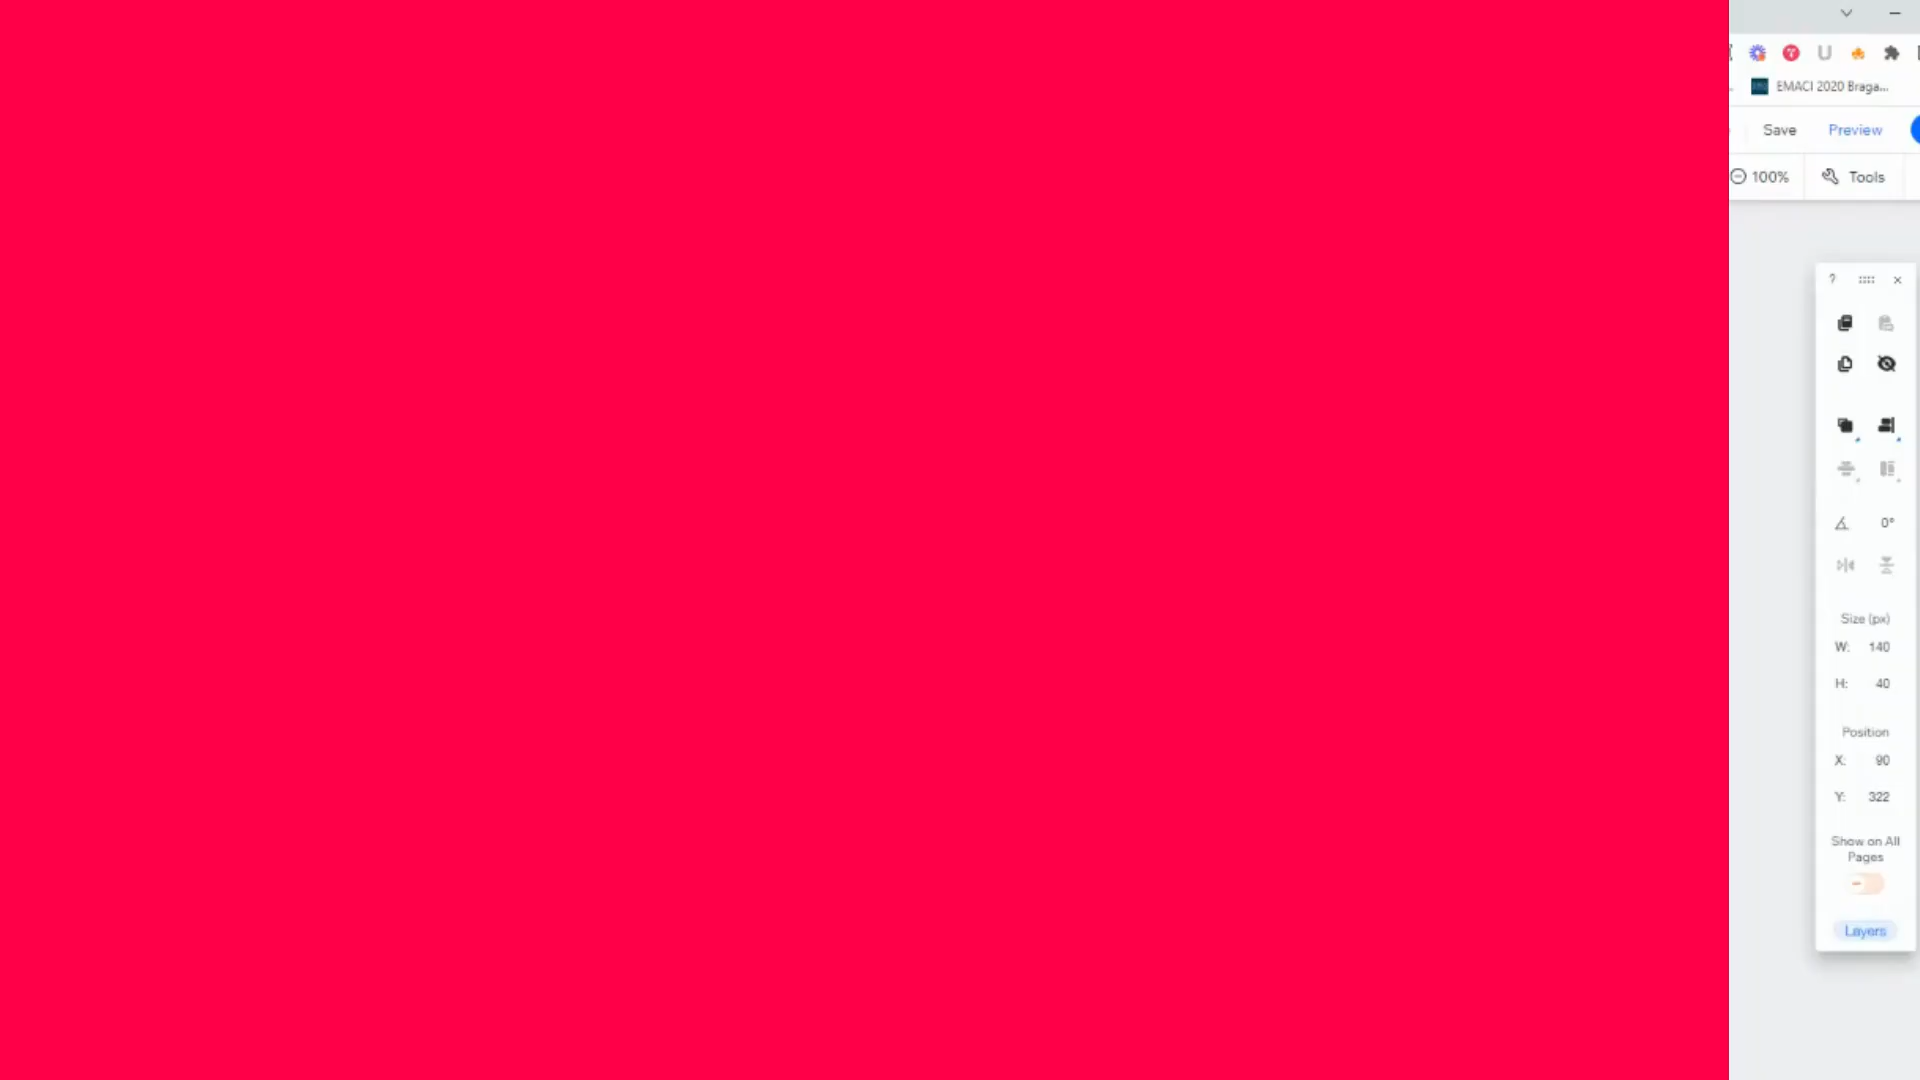 EMACI 2020 Braga...
Save Preview
100% Tools
?
0°
Size (px)
W: 140
H: 40
Position
X: 90
Y: 322
Show on All
Pages
Layers